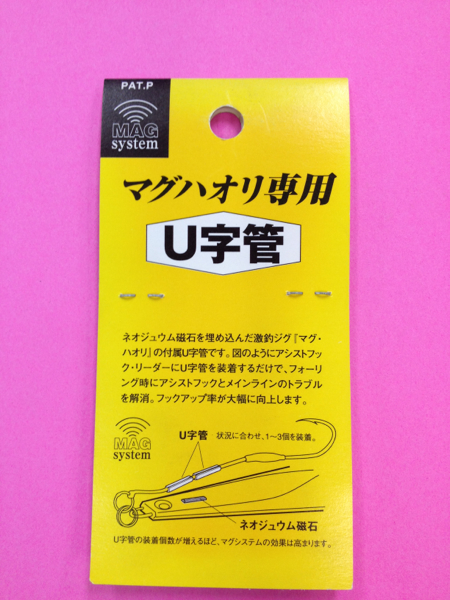 PAT.P
MAG
system
マグハオリ専用
U字管
ネオジュウム磁石を埋め込んだ激釣ジグ『マグ・
ハオリ』の付属U字管です。図のようにアシストフッ
ク・リーダーにU字管を装着するだけで、フォーリ
ング時にアシストフックとメインラインのトラブル
を解消。フックアップ率が大幅に向上します。
MAG
system
U字管 状況に合わせ、1〜3個を装着。
ネオジュウム磁石
U字管の装着個数が増えるほど、マグシステムの効果は高まります。